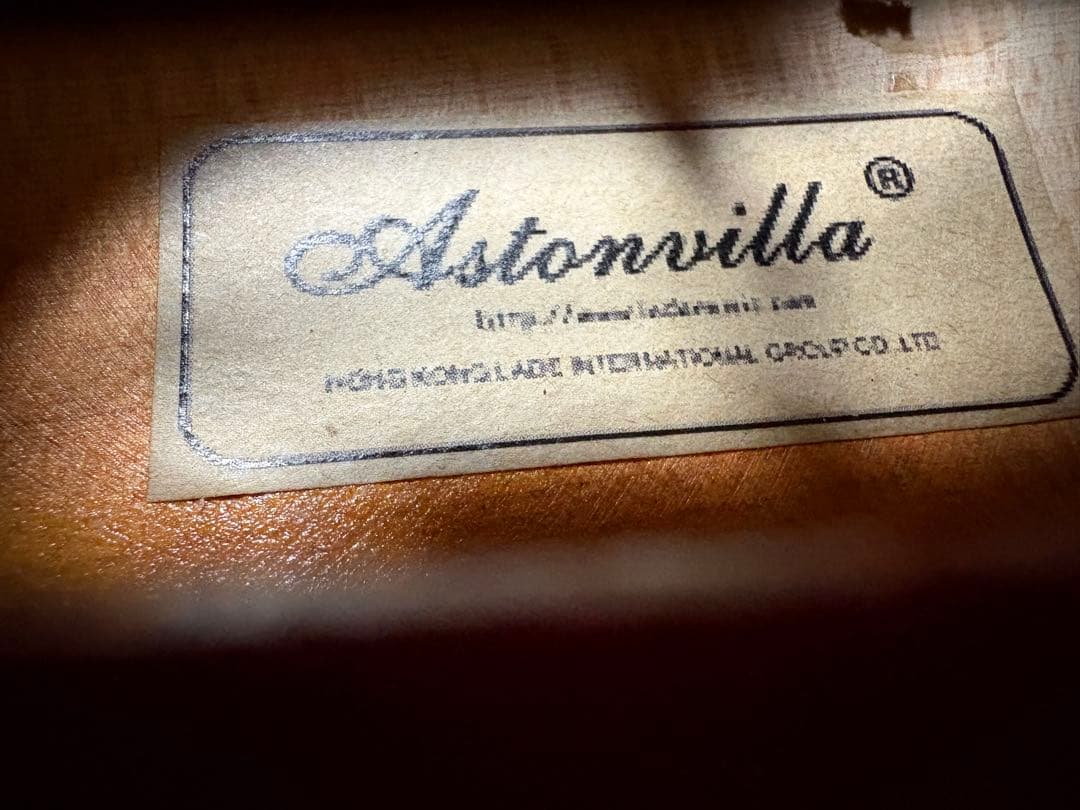 Astonvilla ®
HONG KONG LADE INTERNATIONAL GROUP CO. LTD